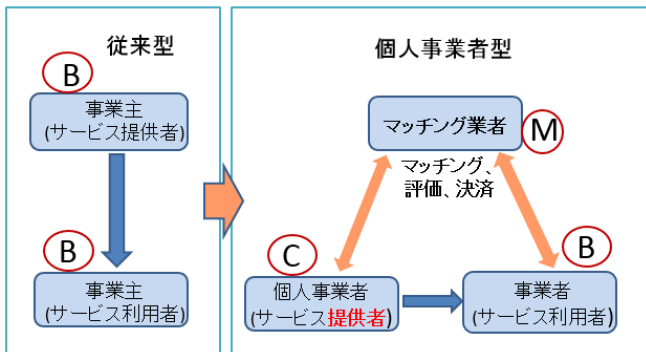 従来型
B
事業主
(サービス提供者)
B
事業主
(サービス利用者)
個人事業者型
マッチング業者
M
マッチング、
評価、決済
C
個人事業者
(サービス提供者)
B
事業者
(サービス利用者)